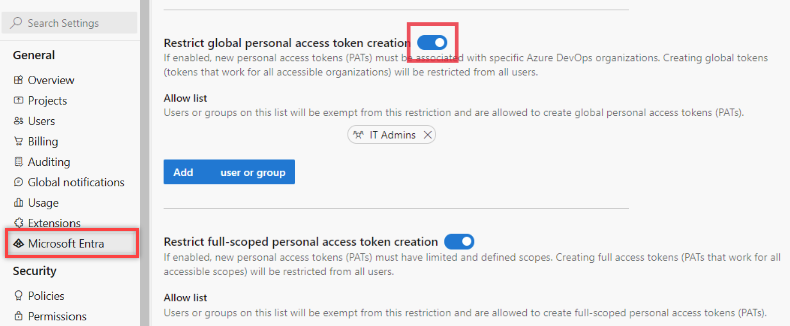 Search Settings
General
Overview
Projects
Users
Billing
Auditing
Global notifications
Usage
Extensions
Microsoft Entra
Security
Policies
Permissions
Restrict global personal access token creation
If enabled, new personal access tokens (PATs) must be associated with specific Azure DevOps organizations. Creating global tokens
(tokens that work for all accessible organizations) will be restricted from all users.
Allow list
Users or groups on this list will be exempt from this restriction and are allowed to create global personal access tokens (PATs).
IT Admins
Add user or group
Restrict full-scoped personal access token creation
If enabled, new personal access tokens (PATs) must have limited and defined scopes. Creating full access tokens (PATs that work for all
accessible scopes) will be restricted from all users.
Allow list
Users or groups on this list will be exempt from this restriction and are allowed to create full-scoped personal access tokens (PATs).